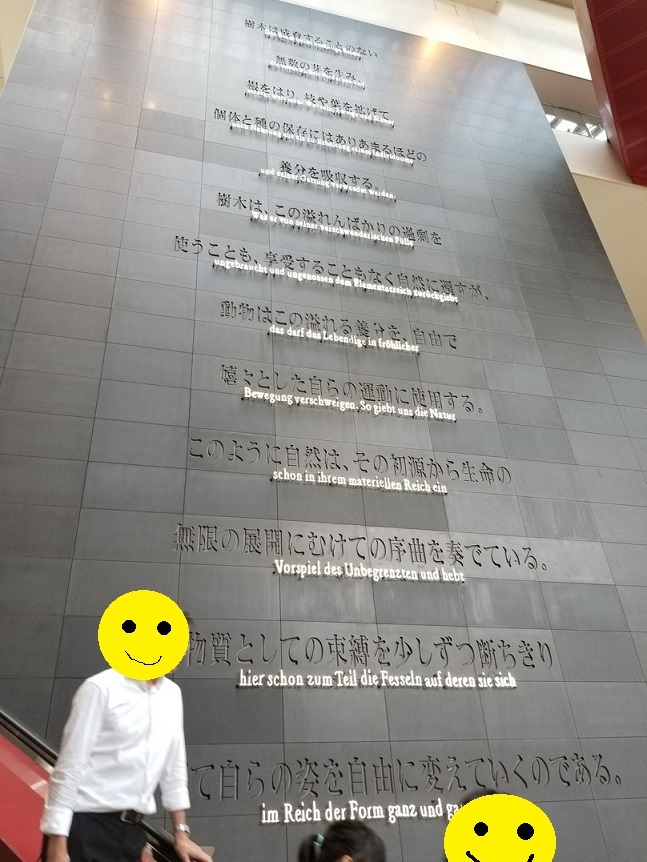 樹木は成育することのない
無数の芽を生み、
根をはり、枝や葉を拡げて
個体と種の保存にはありあまるほどの
養分を吸収する。
und seiner Gattung verwendet werden.
樹木は、この溢れんばかりの過剰を
Was er von seiner verschwenderischen Fülle
使うことも、享受することもなく自然に還すが、
ungebraucht und ungenossen dem Elementarreich zurückgiebt
動物はこの溢れる養分を、自由で
das darf das Lebendige in fröhlicher
嬉々とした自らの運動に使用する。
Bewegung verschweigen. So giebt uns die Natur
このように自然は、その初源から生命の
schon in ihrem materiellen Reich ein
無限の展開にむけての序曲を奏でている。
Vorspiel des Unbegrenzten und hebt
物質としての束縛を少しずつ断ちきり
hier schon zum Teil die Fesseln auf deren sie sich
て自らの姿を自由に変えていくのである。
im Reich der Form ganz und